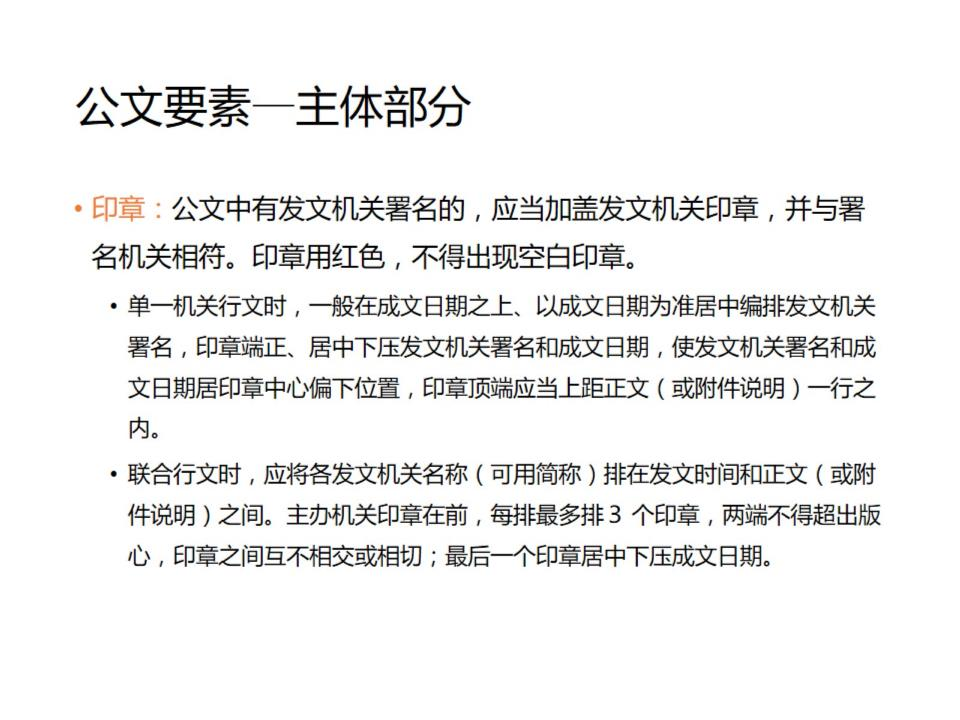 公文要素—主体部分
• 印章：公文中有发文机关署名的，应当加盖发文机关印章，并与署
名机关相符。印章用红色，不得出现空白印章。
• 单一机关行文时，一般在成文日期之上、以成文日期为准居中编排发文机关
署名，印章端正、居中下压发文机关署名和成文日期，使发文机关署名和成
文日期居印章中心偏下位置，印章顶端应当上距正文（或附件说明）一行之
内。
• 联合行文时，应将各发文机关名称（可用简称）排在发文时间和正文（或附
件说明）之间。主办机关印章在前，每排最多排 3 个印章，两端不得超出版
心，印章之间互不相交或相切；最后一个印章居中下压成文日期。